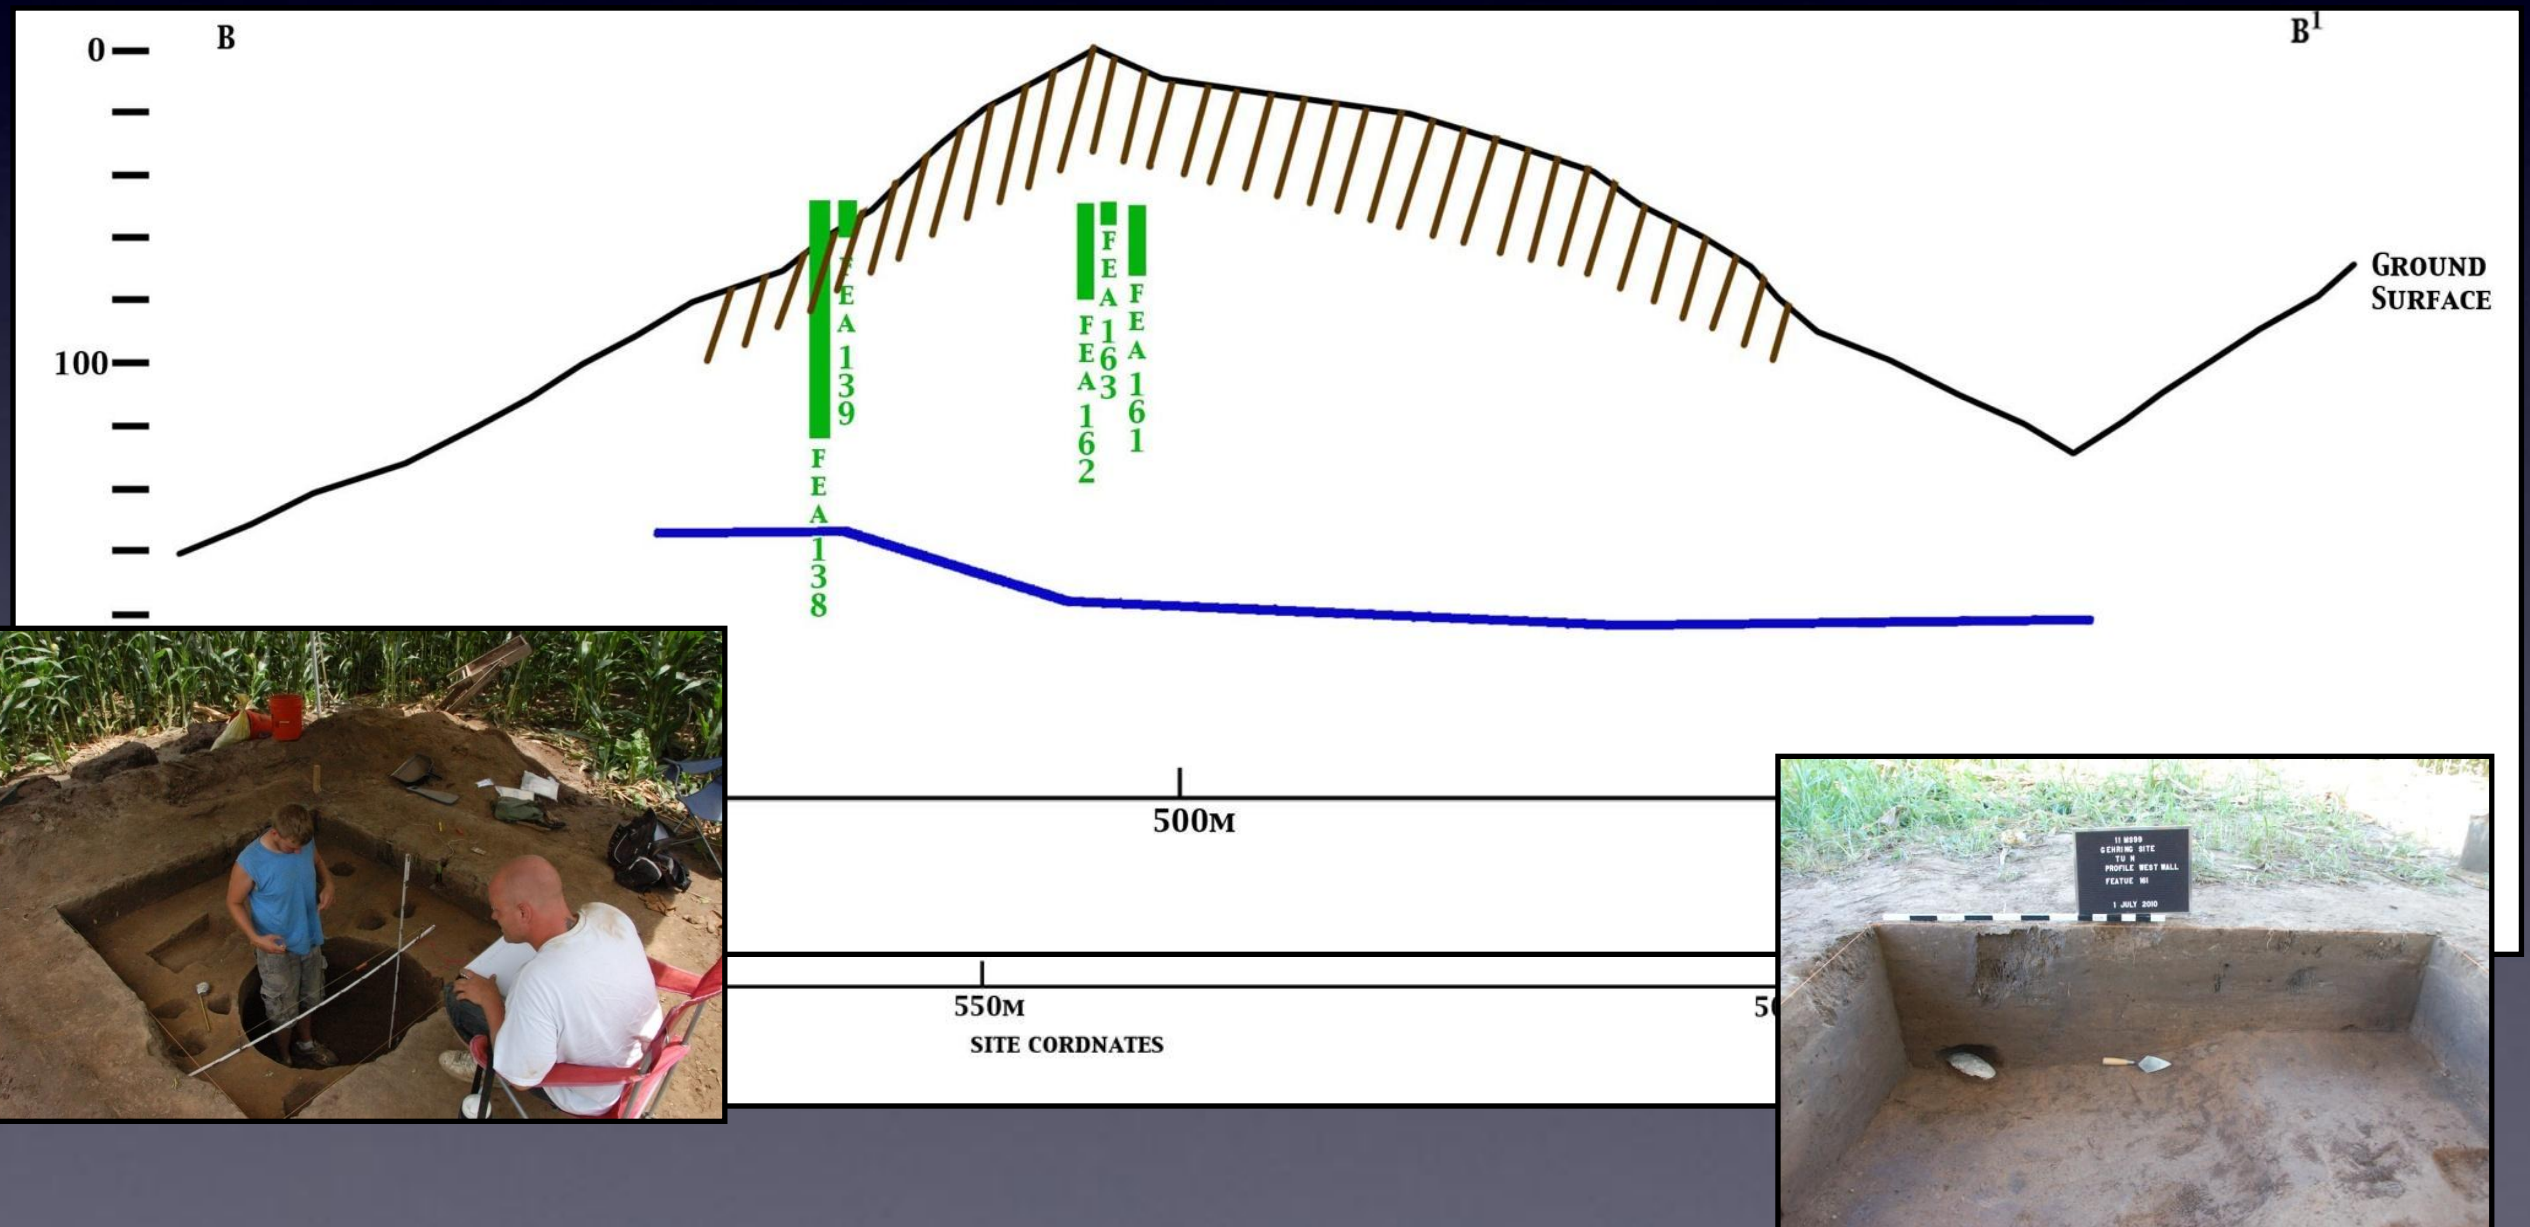 B
B¹
0
100
GROUND
SURFACE
FEA 139
FEA 138
FEA 162
FEA 163
FEA 161
500M
550M
SITE CORDNATES
GEHRING SITE
TU N
PROFILE WEST WALL
1 JULY 2010